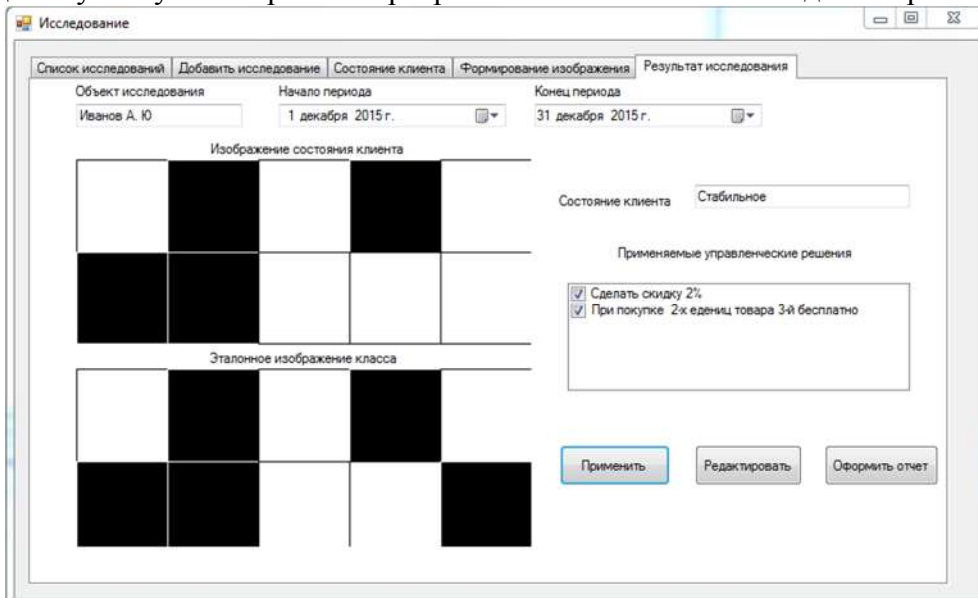 Исследование
Список исследований Добавить исследование Состояние клиента Формирование изображения Результат исследования
Объект исследования Начало периода Конец периода
Иванов А. Ю 1 декабря 2015 г. 31 декабря 2015 г.
Изображение состояния клиента
Состояние клиента Стабильное
Применяемые управленческие решения
Сделать скидку 2%
При покупке 2-х едениц товара 3-й бесплатно
Эталонное изображение класса
Применить Редактировать Оформить отчет